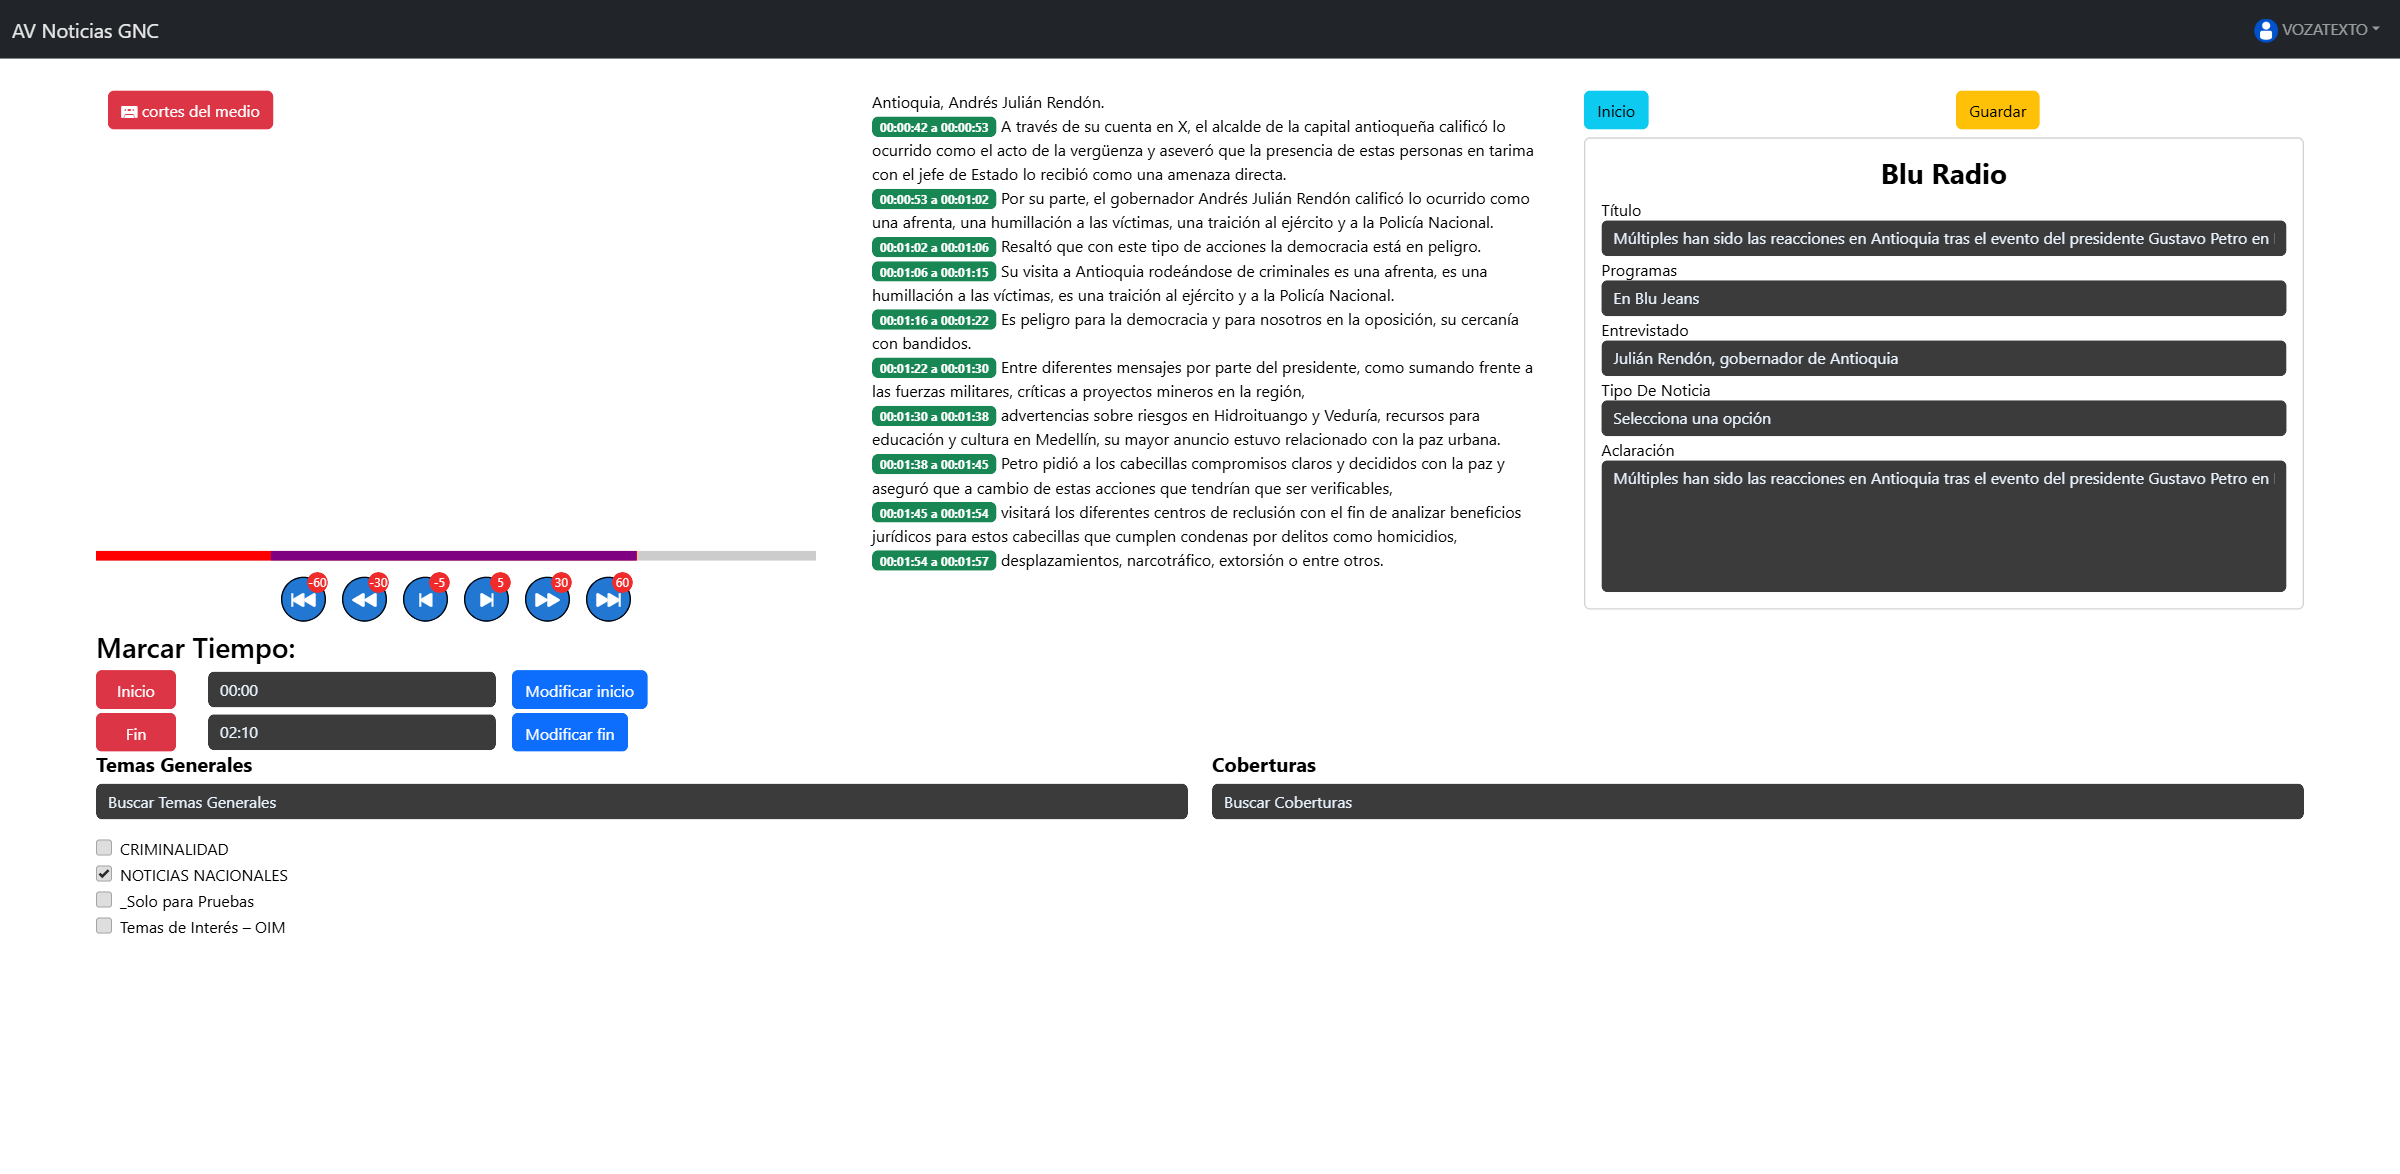 AV Noticias GNC
VOZATEXTO
cortes del medio
-60
-30
-5
5
30
60
Marcar Tiempo:
Inicio
00:00
Modificar inicio
Fin
02:10
Modificar fin
Antioquia, Andrés Julián Rendón.
00:00:42 a 00:00:53 A través de su cuenta en X, el alcalde de la capital antioqueña calificó lo
ocurrido como el acto de la vergüenza y aseveró que la presencia de estas personas en tarima
con el jefe de Estado lo recibió como una amenaza directa.
00:00:53 a 00:01:02 Por su parte, el gobernador Andrés Julián Rendón calificó lo ocurrido como
una afrenta, una humillación a las víctimas, una traición al ejército y a la Policía Nacional.
00:01:02 a 00:01:06 Resaltó que con este tipo de acciones la democracia está en peligro.
00:01:06 a 00:01:15 Su visita a Antioquia rodeándose de criminales es una afrenta, es una
humillación a las víctimas, es una traición al ejército y a la Policía Nacional.
00:01:16 a 00:01:22 Es peligro para la democracia y para nosotros en la oposición, su cercanía
con bandidos.
00:01:22 a 00:01:30 Entre diferentes mensajes por parte del presidente, como sumando frente a
las fuerzas militares, críticas a proyectos mineros en la región,
00:01:30 a 00:01:38 advertencias sobre riesgos en Hidroituango y Veduría, recursos para
educación y cultura en Medellín, su mayor anuncio estuvo relacionado con la paz urbana.
00:01:38 a 00:01:45 Petro pidió a los cabecillas compromisos claros y decididos con la paz y
aseguró que a cambio de estas acciones que tendrían que ser verificables,
00:01:45 a 00:01:54 visitará los diferentes centros de reclusión con el fin de analizar beneficios
jurídicos para estos cabecillas que cumplen condenas por delitos como homicidios,
00:01:54 a 00:01:57 desplazamientos, narcotráfico, extorsión o entre otros.
Inicio
Guardar
Blu Radio
Título
Múltiples han sido las reacciones en Antioquia tras el evento del presidente Gustavo Petro en
Programas
En Blu Jeans
Entrevistado
Julián Rendón, gobernador de Antioquia
Tipo De Noticia
Selecciona una opción
Aclaración
Múltiples han sido las reacciones en Antioquia tras el evento del presidente Gustavo Petro en
Temas Generales
Buscar Temas Generales
CRIMINALIDAD
NOTICIAS NACIONALES
_Solo para Pruebas
Temas de Interés – OIM
Coberturas
Buscar Coberturas